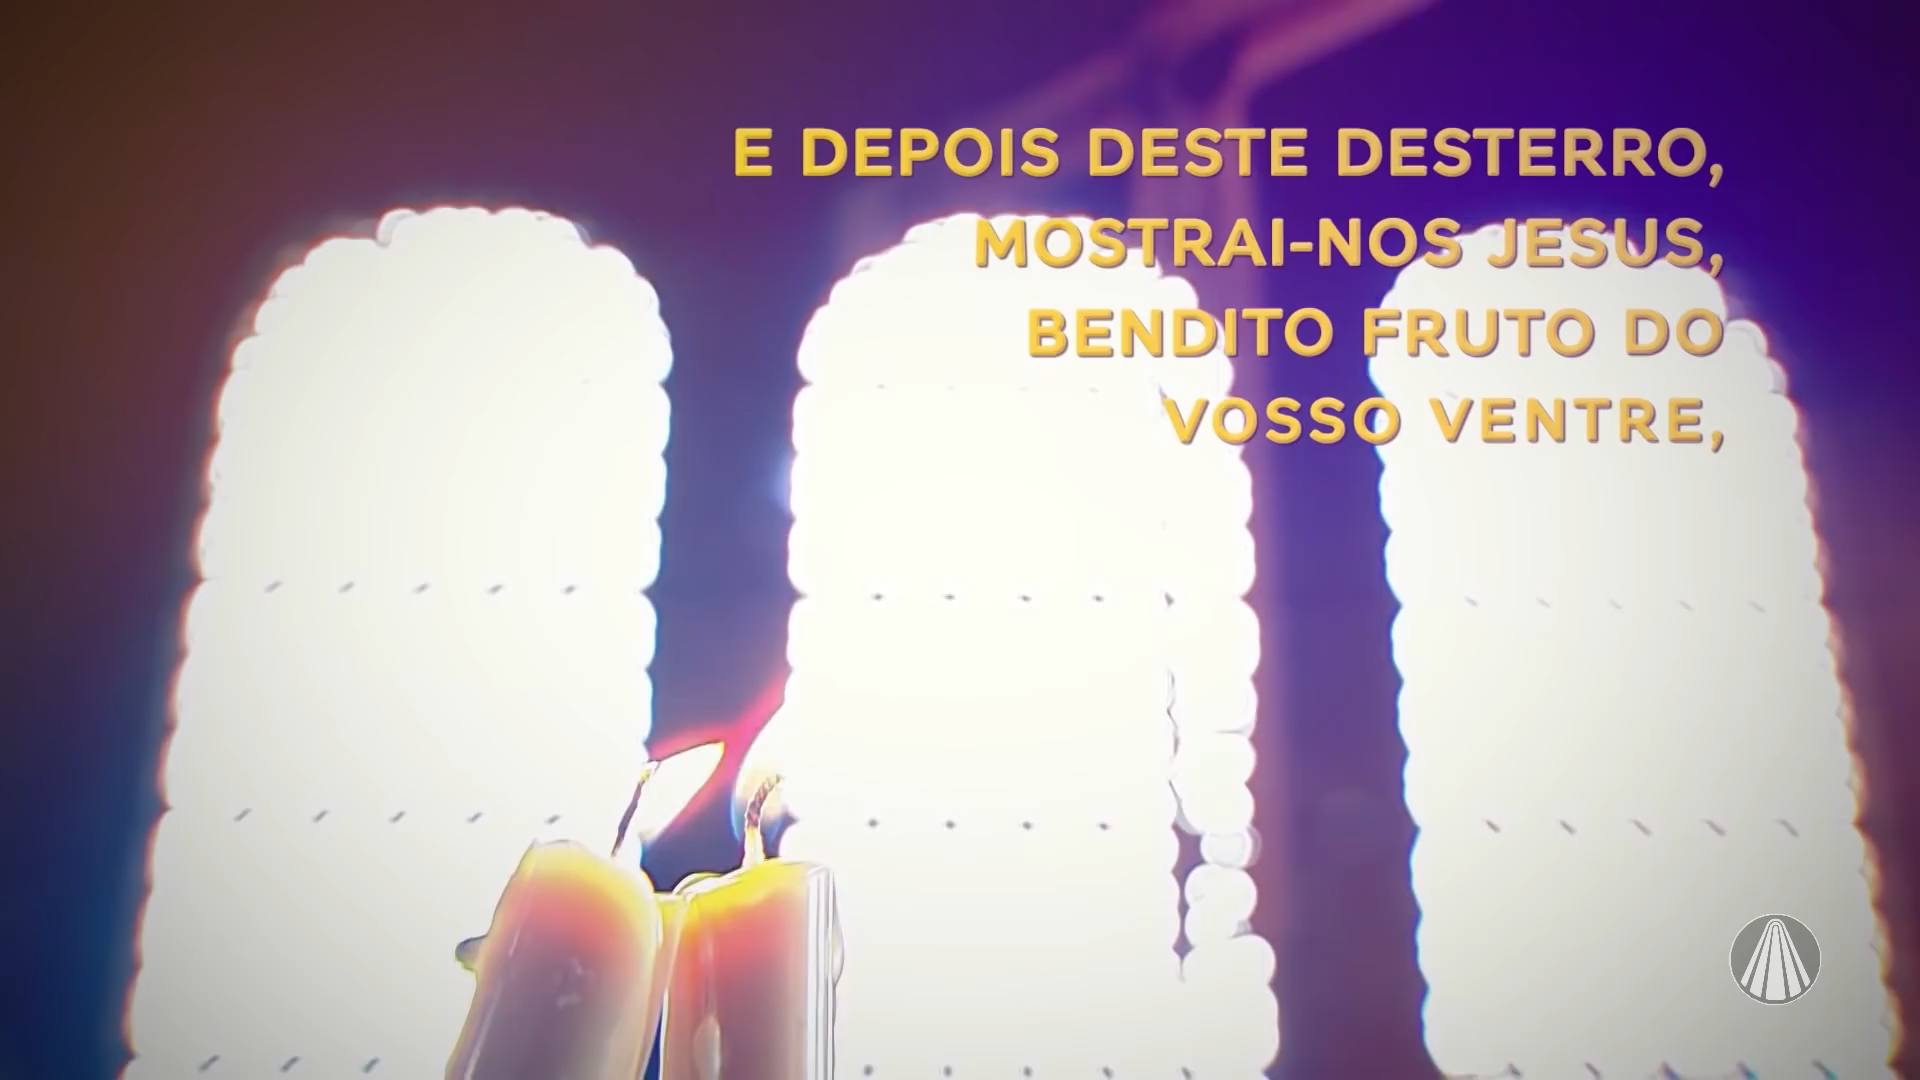 E DEPOIS DESTE DESTERRO,
MOSTRAI-NOS JESUS,
BENDITO FRUTO DO
VOSSO VENTRE,